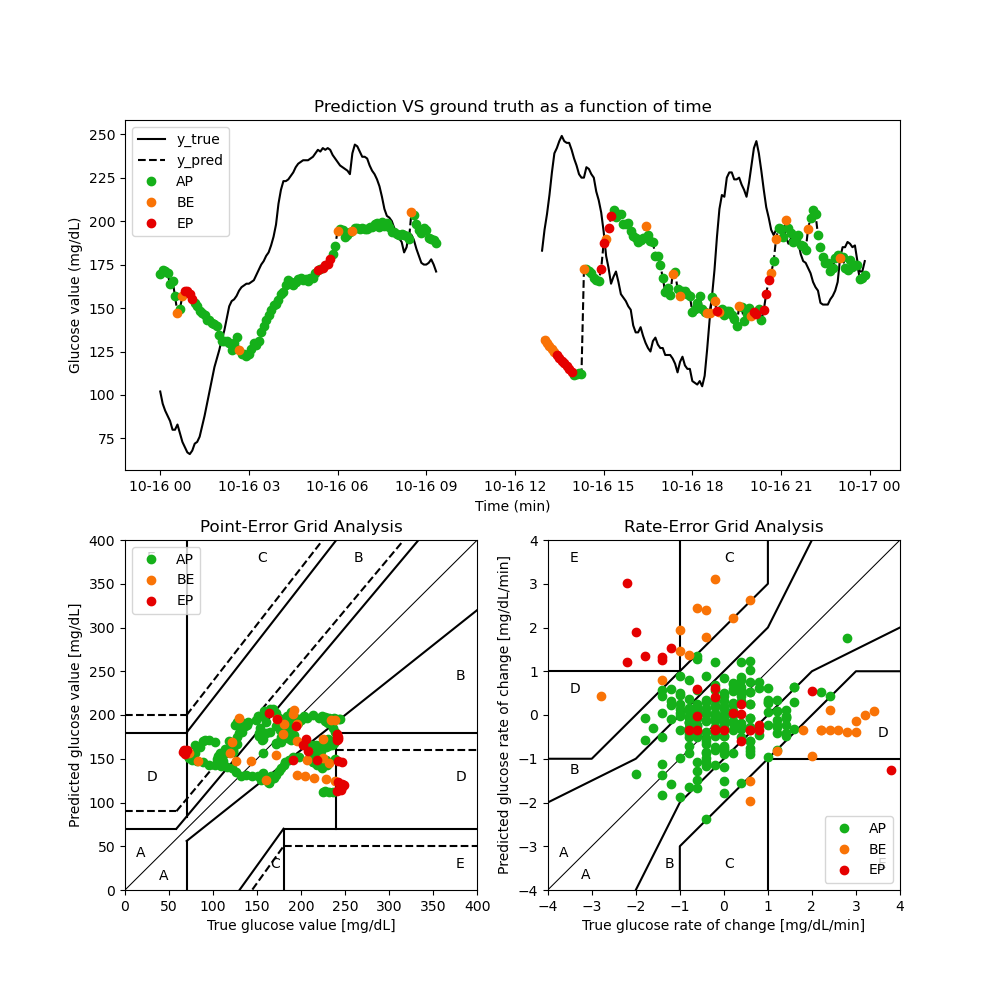 Prediction VS ground truth as a function of time
Glucose value (mg/dL)
250
225
200
175
150
125
100
75
y_true
y_pred
AP
BE
EP
10-16 00 10-16 03 10-16 06 10-16 09 10-16 12 10-16 15 10-16 18 10-16 21 10-17 00
Time (min)
Point-Error Grid Analysis
Predicted glucose value [mg/dL]
400
350
300
250
200
150
100
50
0
AP
BE
EP
C
B
B
D
D
A
A
C
E
0 50 100 150 200 250 300 350 400
True glucose value [mg/dL]
Rate-Error Grid Analysis
Predicted glucose rate of change [mg/dL/min]
4
3
2
1
0
−1
−2
−3
−4
E
C
D
D
B
A
A
B
C
AP
BE
EP
−4 −3 −2 −1 0 1 2 3 4
True glucose rate of change [mg/dL/min]